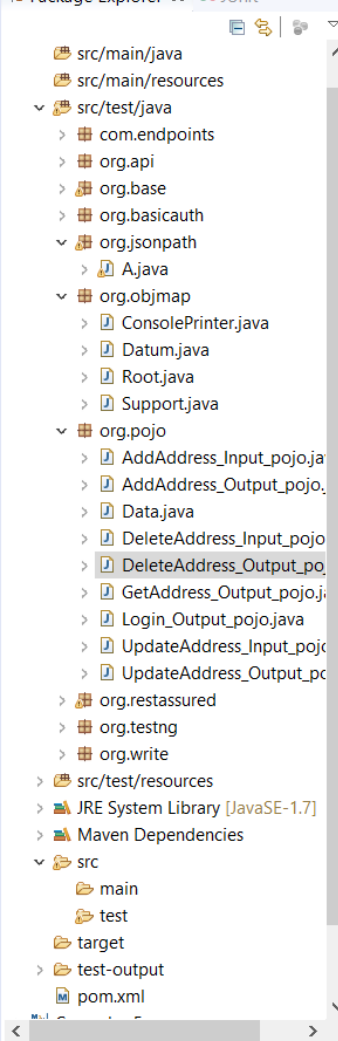 Package Explorer
JUnit
src/main/java
src/main/resources
src/test/java
com.endpoints
org.api
org.base
org.basicauth
org.jsonpath
A.java
org.objmap
ConsolePrinter.java
Datum.java
Root.java
Support.java
org.pojo
AddAddress_Input_pojo.ja
AddAddress_Output_pojo.
Data.java
DeleteAddress_Input_pojo
DeleteAddress_Output_po
GetAddress_Output_pojo.j
Login_Output_pojo.java
UpdateAddress_Input_pojo
UpdateAddress_Output_po
org.restassured
org.testng
org.write
src/test/resources
JRE System Library [JavaSE-1.7]
Maven Dependencies
src
main
test
target
test-output
pom.xml